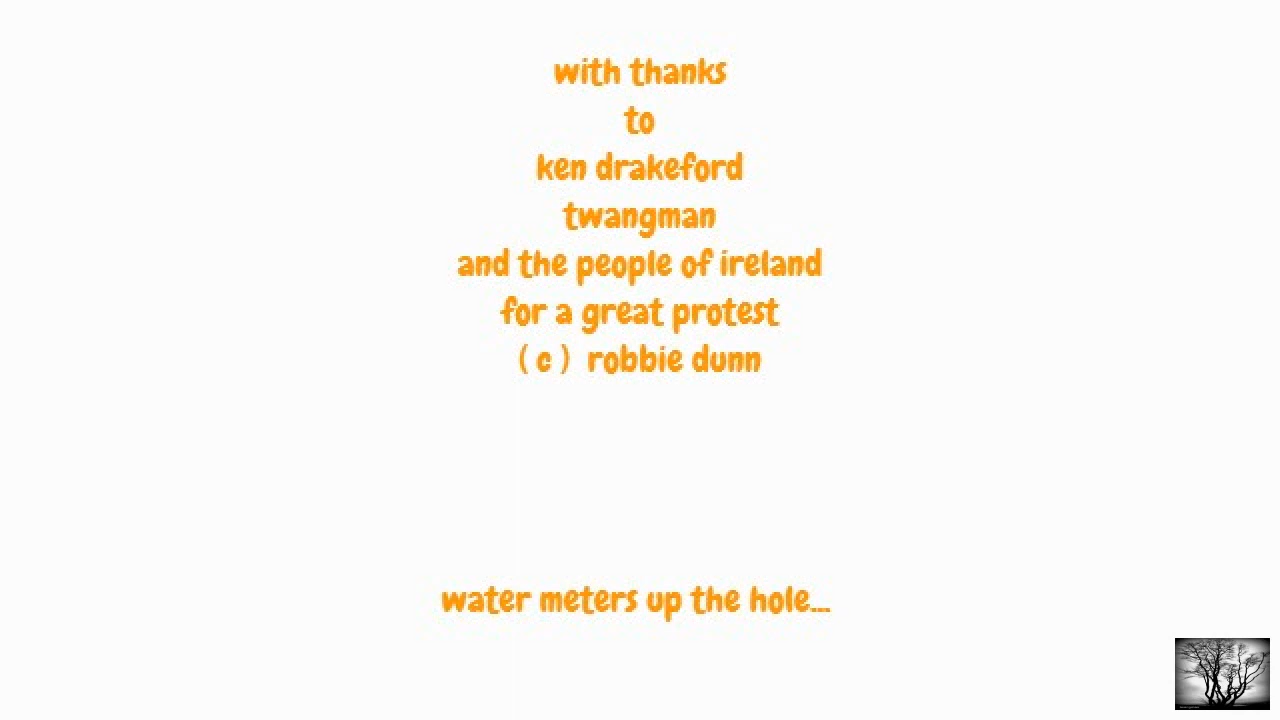 with thanks
to
ken drakeford
twangman
and the people of ireland
for a great protest
( c ) robbie dunn
water meters up the hole...